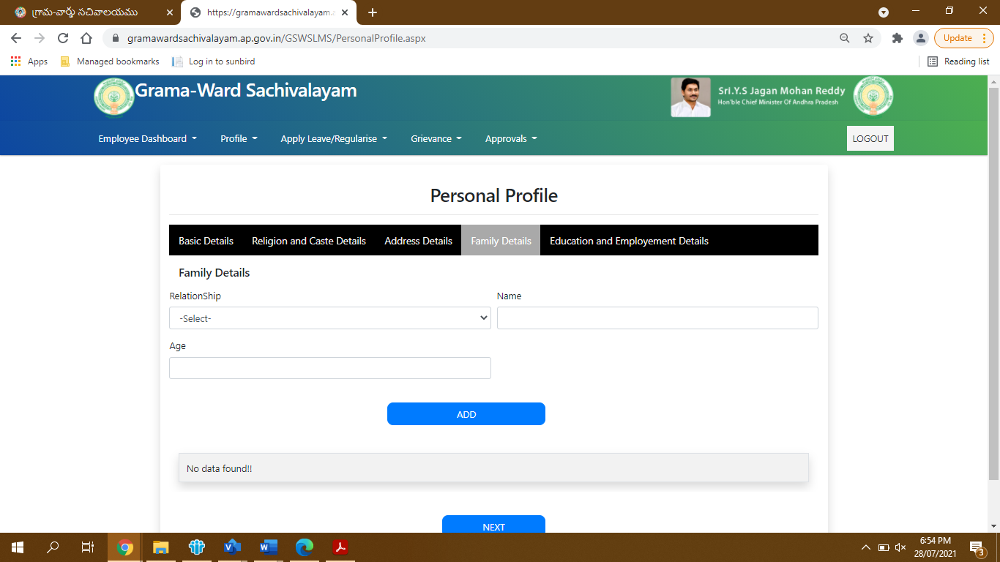 గ్రామ-వార్డు సచివాలయము
https://gramawardsachivalayam.a
gramawardsachivalayam.ap.gov.in/GSWSLMS/PersonalProfile.aspx
Update
Apps Managed bookmarks Log in to sunbird Reading list
Grama-Ward Sachivalayam
Sri.Y.S Jagan Mohan Reddy
Hon'ble Chief Minister Of Andhra Pradesh
Employee Dashboard Profile Apply Leave/Regularise Grievance Approvals LOGOUT
Personal Profile
Basic Details Religion and Caste Details Address Details Family Details Education and Employement Details
Family Details
RelationShip Name
-Select-
Age
ADD
No data found!!
NEXT
6:54 PM
28/07/2021
3